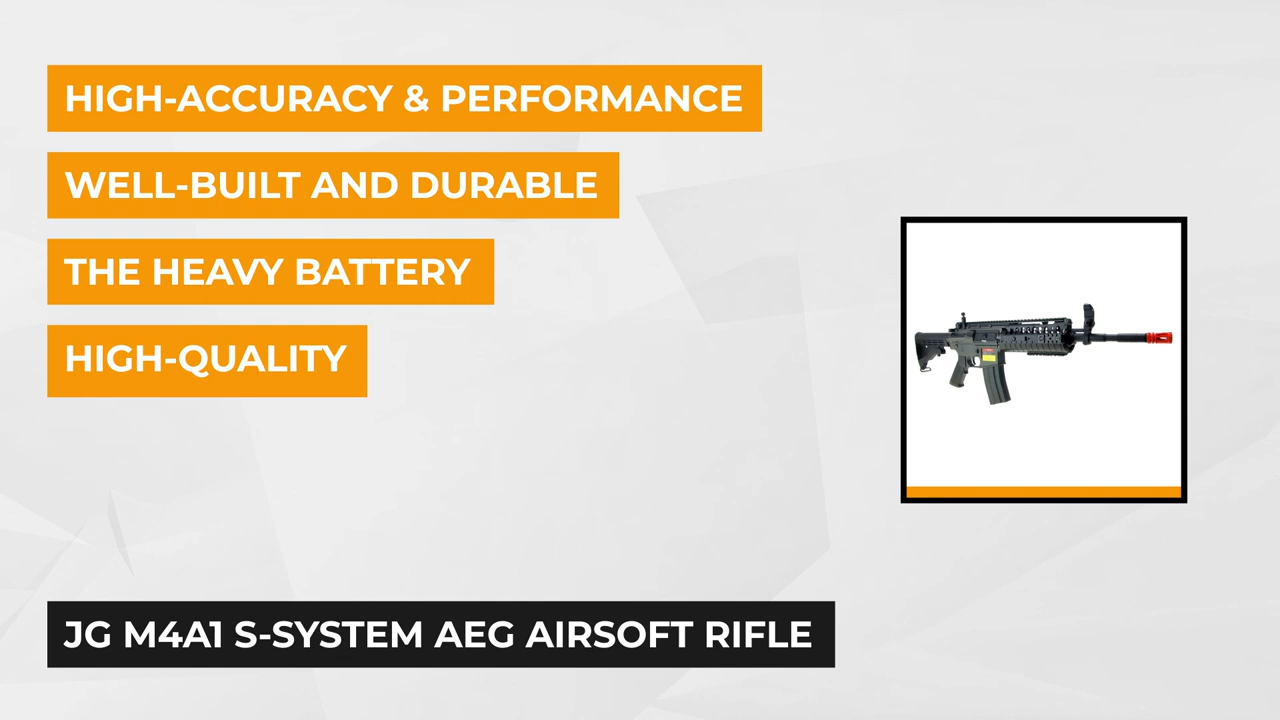 HIGH-ACCURACY & PERFORMANCE
WELL-BUILT AND DURABLE
THE HEAVY BATTERY
HIGH-QUALITY
JG M4A1 S-SYSTEM AEG AIRSOFT RIFLE